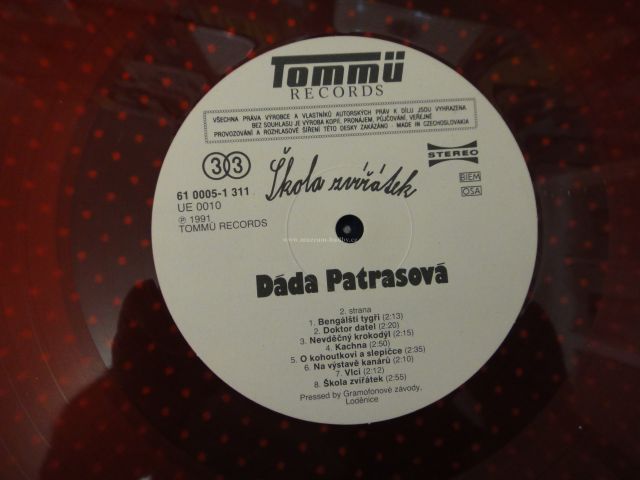 Tommü
RECORDS
VŠECHNA PRÁVA VÝROBCE A VLASTNÍKŮ AUTORSKÝCH PRÁV K DÍLU JSOU VYHRAZENA
BEZ SOUHLASU JE VÝROBA KOPIÍ, PRONÁJEM, PŮJČOVÁNÍ, VEŘEJNÉ
PROVOZOVÁNÍ A ROZHLASOVÉ ŠÍŘENÍ TÉTO DESKY ZAKÁZÁNO - MADE IN CZECHOSLOVAKIA
33
Škola zvířátek
STEREO
BIEM
OSA
61 0005-1 311
UE 0010
℗ 1991
TOMMÜ RECORDS
www.muzeum-hudby.cz
Dáda Patrasová
2. strana
1. Bengálští tygři (2:13)
2. Doktor datel (2:20)
3. Nevděčný krokodýl (2:15)
4. Kachna (2:50)
5. O kohoutkovi a slepičce (2:35)
6. Na výstavě kanárů (2:10)
7. Vlci (2:12)
8. Škola zvířátek (2:55)
Pressed by Gramofonové závody,
Loděnice